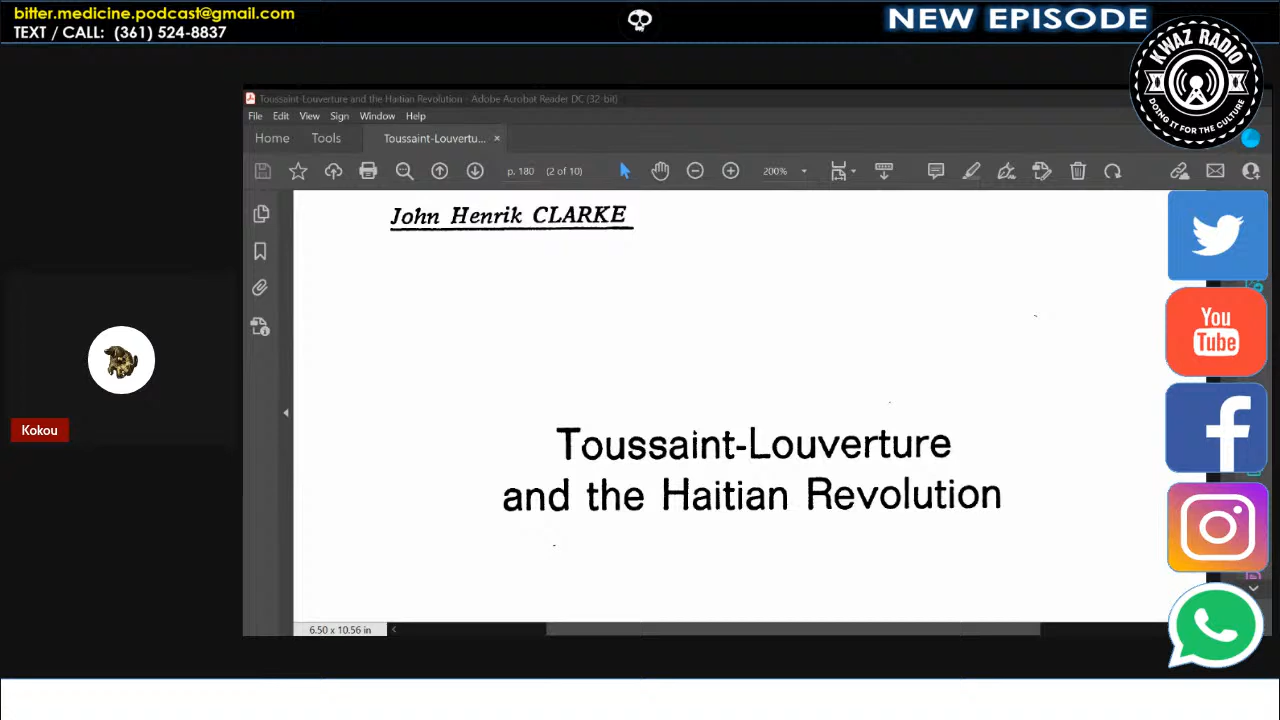 bitter.medicine.podcast@gmail.com
TEXT / CALL: (361) 524-8837
NEW EPISODE
KWAZ RADIO
DOING IT FOR THE CULTURE
Toussaint-Louverture and the Haitian Revolution - Adobe Acrobat Reader DC (32-bit)
File Edit View Sign Window Help
Home Tools Toussaint-Louvertu... ×
p. 180 (2 of 10) 200%
John Henrik CLARKE
You
Tube
Kokou
Toussaint-Louverture
and the Haitian Revolution
6.50 x 10.56 in